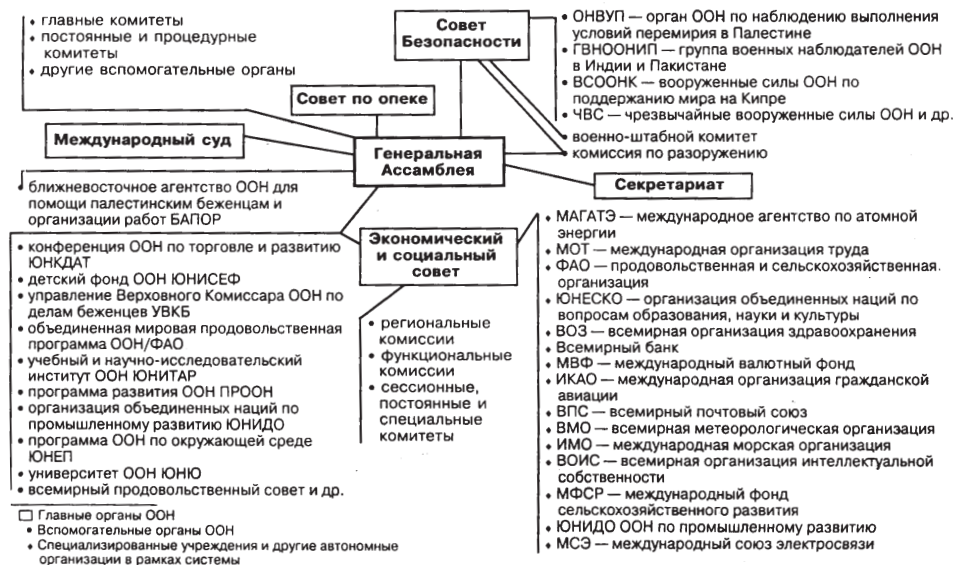 • главные комитеты
• постоянные и процедурные
комитеты
• другие вспомогательные органы
Совет
Безопасности
• ОНВУП — орган ООН по наблюдению выполнения
условий перемирия в Палестине
• ГВНООНИП — группа военных наблюдателей ООН
в Индии и Пакистане
• ВСООНК — вооруженные силы ООН по
поддержанию мира на Кипре
• ЧВС — чрезвычайные вооруженные силы ООН и др.
• военно-штабной комитет
• комиссия по разоружению
Совет по опеке
Международный суд
Генеральная
Ассамблея
Секретариат
• ближневосточное агентство ООН для
помощи палестинским беженцам и
организации работ БАПОР
• конференция ООН по торговле и развитию
ЮНКДАТ
• детский фонд ООН ЮНИСЕФ
• управление Верховного Комиссара ООН по
делам беженцев УВКБ
• объединенная мировая продовольственная
программа ООН/ФАО
• учебный и научно-исследовательский
институт ООН ЮНИТАР
• программа развития ООН ПРООН
• организация объединенных наций по
промышленному развитию ЮНИДО
• программа ООН по окружающей среде
ЮНЕП
• университет ООН ЮНЮ
• всемирный продовольственный совет и др.
Экономический
и социальный
совет
• региональные
комиссии
• функциональные
комиссии
• сессионные,
постоянные и
специальные
комитеты
♦ МАГАТЭ — международное агентство по атомной
энергии
♦ МОТ — международная организация труда
♦ ФАО — продовольственная и сельскохозяйственная
организация
♦ ЮНЕСКО — организация объединенных наций по
вопросам образования, науки и культуры
♦ ВОЗ — всемирная организация здравоохранения
♦ Всемирный банк
♦ МВФ — международный валютный фонд
♦ ИКАО — международная организация гражданской
авиации
♦ ВПС — всемирный почтовый союз
♦ ВМО — всемирная метеорологическая организация
♦ ИМО — международная морская организация
♦ ВОИС — всемирная организация интеллектуальной
собственности
♦ МФСР — международный фонд
сельскохозяйственного развития
♦ ЮНИДО ООН по промышленному развитию
♦ МСЭ — международный союз электросвязи
□ Главные органы ООН
• Вспомогательные органы ООН
♦ Специализированные учреждения и другие автономные
организации в рамках системы